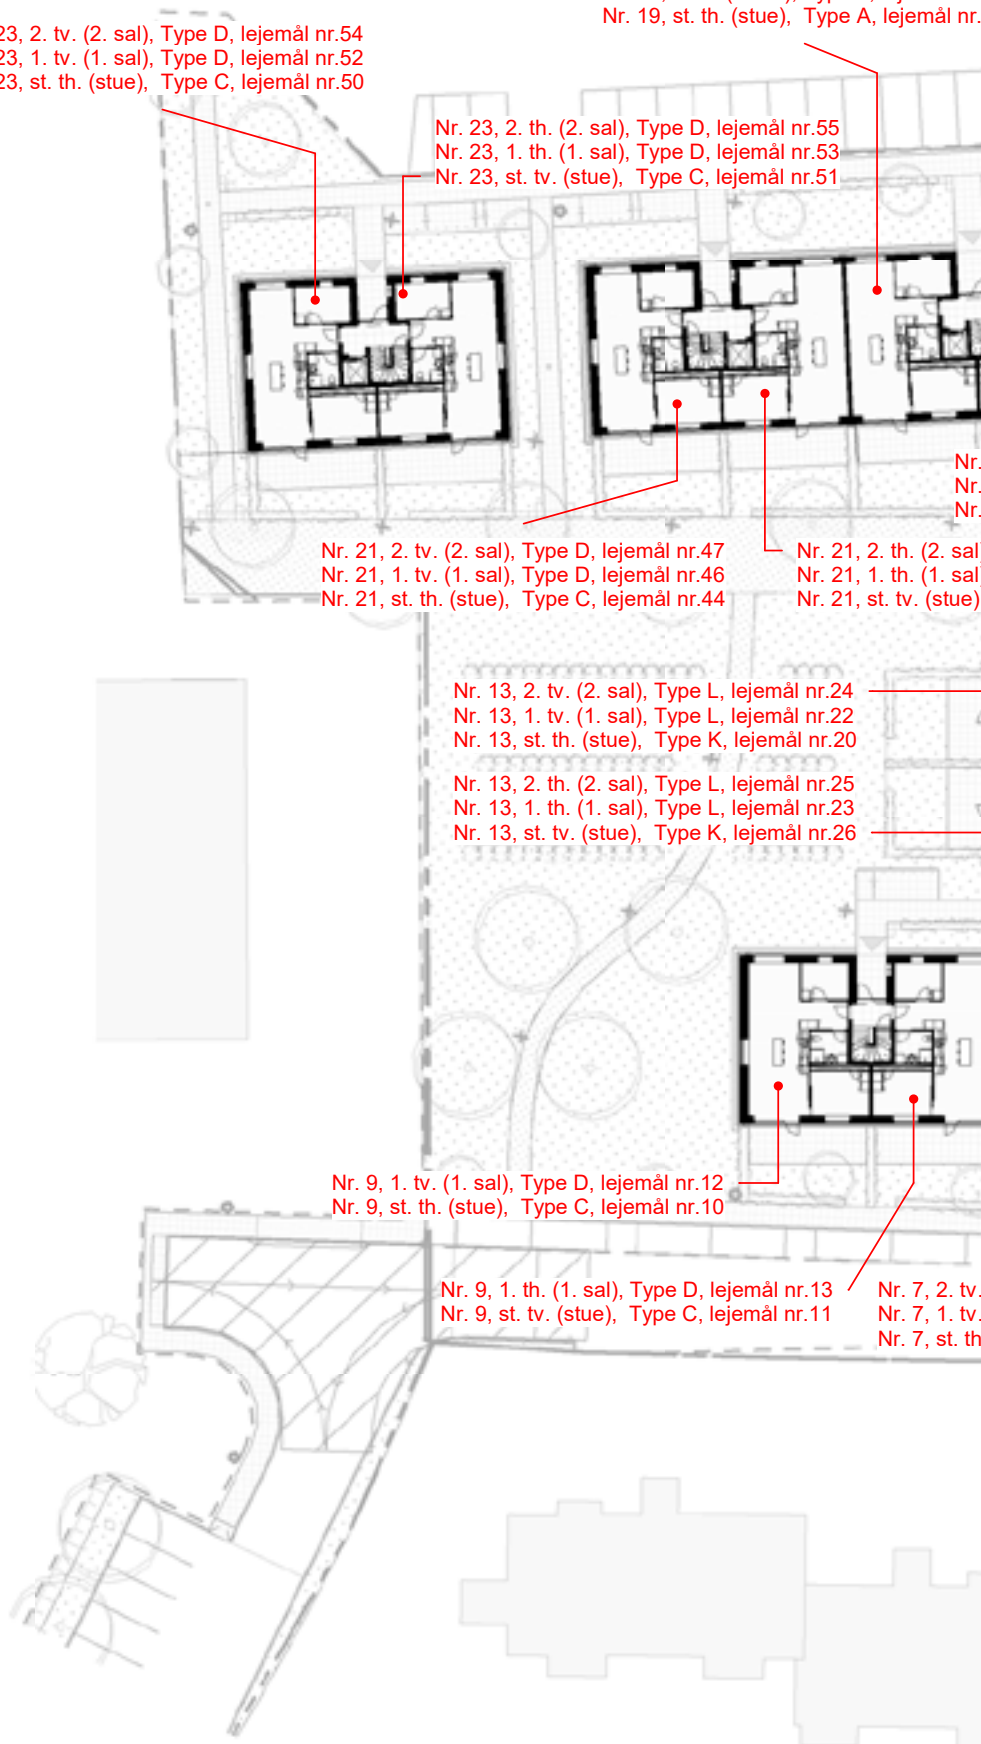 Nr. 19, st. th. (stue), Type A, lejemål nr.
23, 2. tv. (2. sal), Type D, lejemål nr.54
23, 1. tv. (1. sal), Type D, lejemål nr.52
23, st. th. (stue), Type C, lejemål nr.50
Nr. 23, 2. th. (2. sal), Type D, lejemål nr.55
Nr. 23, 1. th. (1. sal), Type D, lejemål nr.53
Nr. 23, st. tv. (stue), Type C, lejemål nr.51
Nr.
Nr.
Nr.
Nr. 21, 2. tv. (2. sal), Type D, lejemål nr.47
Nr. 21, 1. tv. (1. sal), Type D, lejemål nr.46
Nr. 21, st. th. (stue), Type C, lejemål nr.44
Nr. 21, 2. th. (2. sal
Nr. 21, 1. th. (1. sal
Nr. 21, st. tv. (stue)
Nr. 13, 2. tv. (2. sal), Type L, lejemål nr.24
Nr. 13, 1. tv. (1. sal), Type L, lejemål nr.22
Nr. 13, st. th. (stue), Type K, lejemål nr.20
Nr. 13, 2. th. (2. sal), Type L, lejemål nr.25
Nr. 13, 1. th. (1. sal), Type L, lejemål nr.23
Nr. 13, st. tv. (stue), Type K, lejemål nr.26
Nr. 9, 1. tv. (1. sal), Type D, lejemål nr.12
Nr. 9, st. th. (stue), Type C, lejemål nr.10
Nr. 9, 1. th. (1. sal), Type D, lejemål nr.13
Nr. 9, st. tv. (stue), Type C, lejemål nr.11
Nr. 7, 2. tv.
Nr. 7, 1. tv.
Nr. 7, st. th